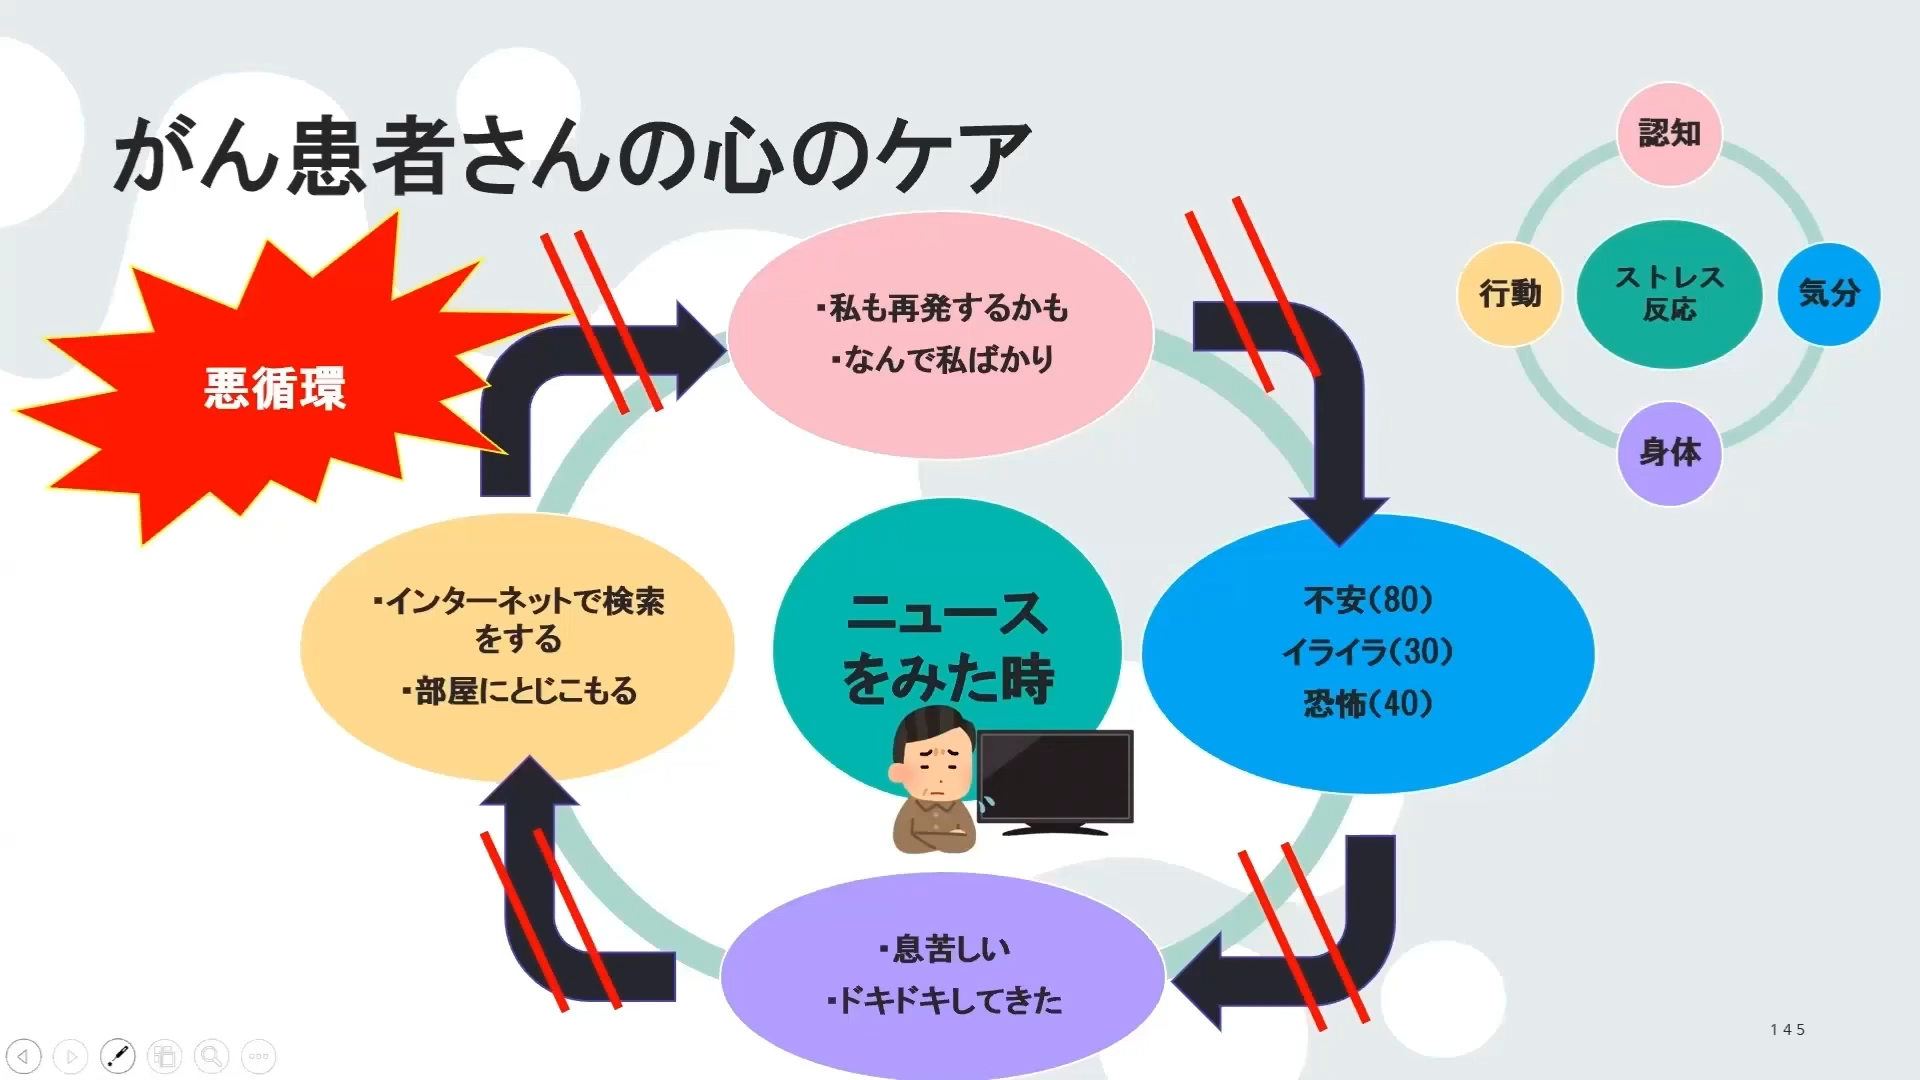 がん患者さんの心のケア
認知
行動
ストレス
反応
気分
身体
悪循環
▪私も再発するかも
▪なんで私ばかり
▪インターネットで検索
をする
▪部屋にとじこもる
ニュース
をみた時
不安(80)
イライラ(30)
恐怖(40)
▪息苦しい
▪ドキドキしてきた
145